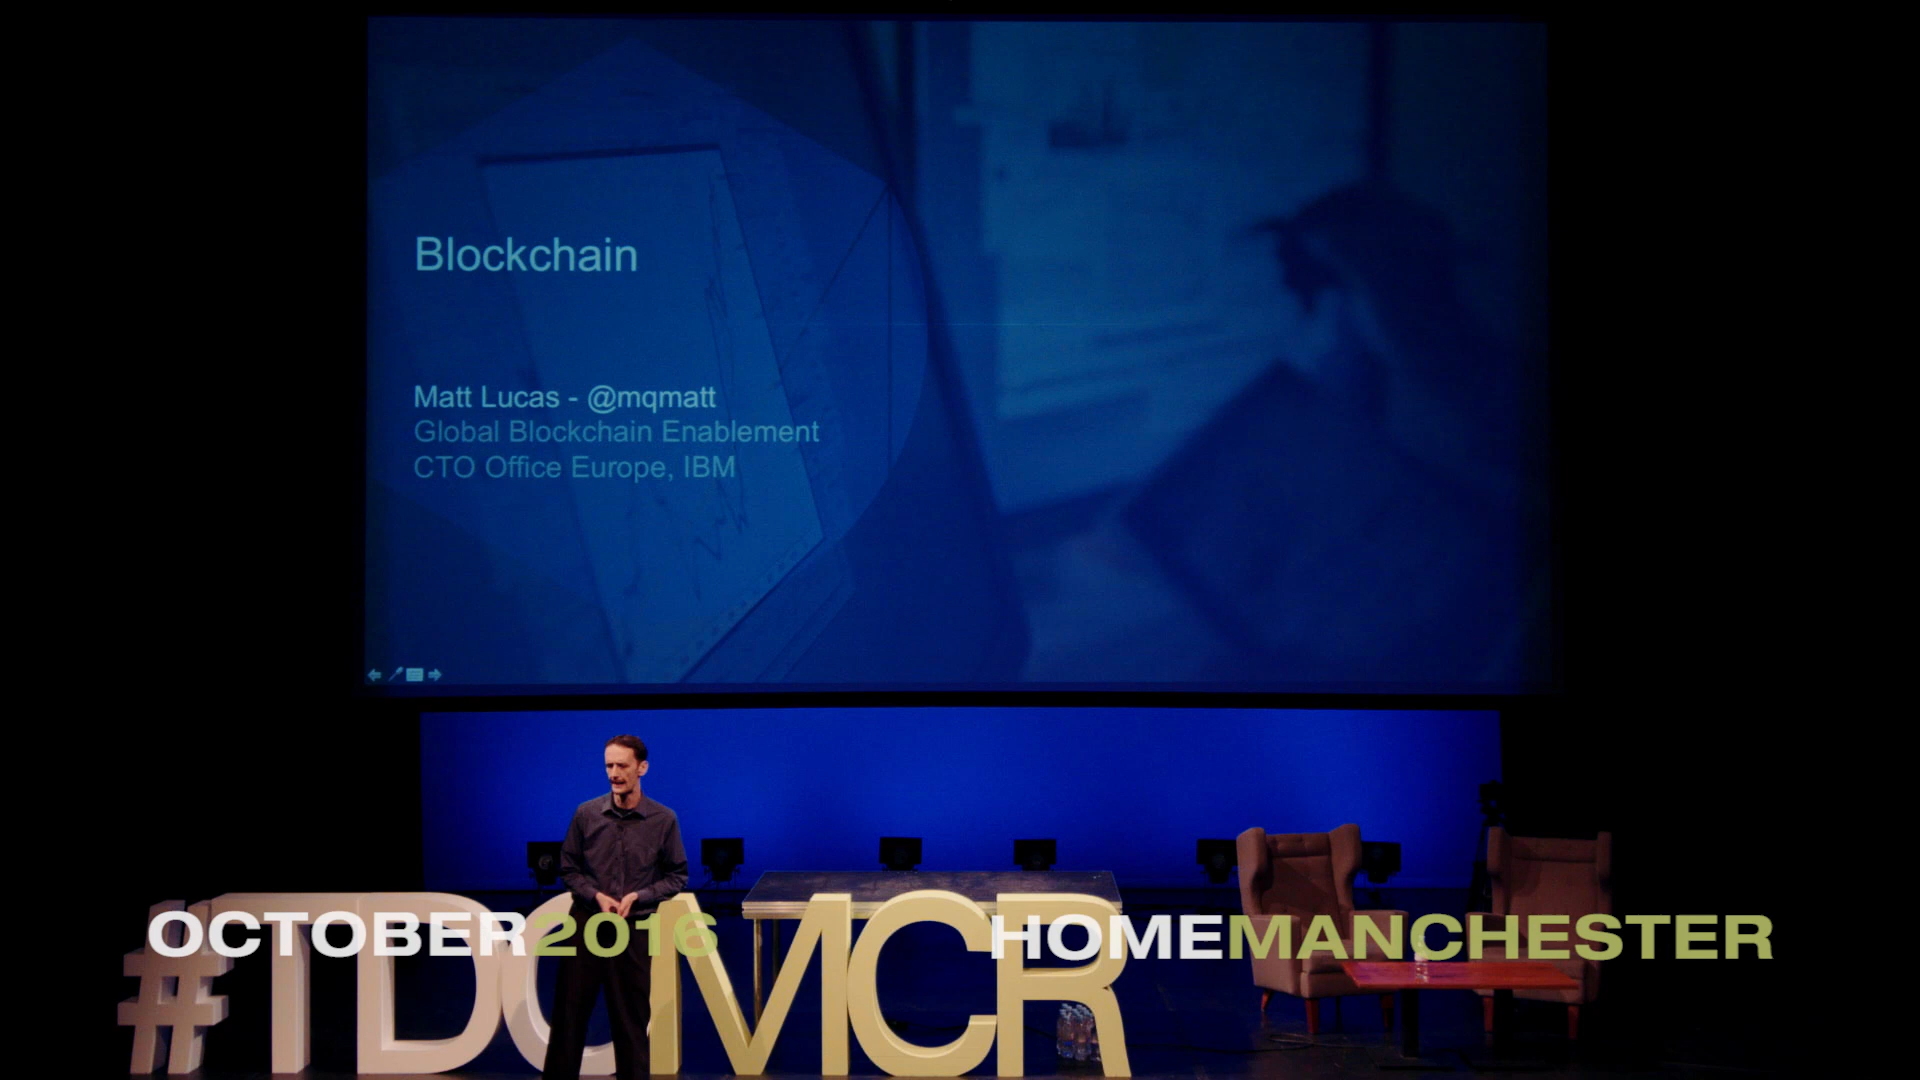 Blockchain
Matt Lucas - @mqmatt
Global Blockchain Enablement
CTO Office Europe, IBM
OCTOBER2016 HOMEMANCHESTER
#TDCMCR